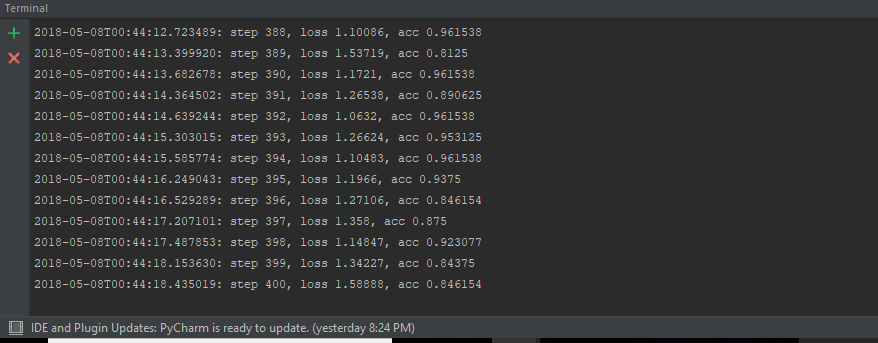 Terminal
2018-05-08T00:44:12.723489: step 388, loss 1.10086, acc 0.961538
2018-05-08T00:44:13.399920: step 389, loss 1.53719, acc 0.8125
2018-05-08T00:44:13.682678: step 390, loss 1.1721, acc 0.961538
2018-05-08T00:44:14.364502: step 391, loss 1.26538, acc 0.890625
2018-05-08T00:44:14.639244: step 392, loss 1.0632, acc 0.961538
2018-05-08T00:44:15.303015: step 393, loss 1.26624, acc 0.953125
2018-05-08T00:44:15.585774: step 394, loss 1.10483, acc 0.961538
2018-05-08T00:44:16.249043: step 395, loss 1.1966, acc 0.9375
2018-05-08T00:44:16.529289: step 396, loss 1.27106, acc 0.846154
2018-05-08T00:44:17.207101: step 397, loss 1.358, acc 0.875
2018-05-08T00:44:17.487853: step 398, loss 1.14847, acc 0.923077
2018-05-08T00:44:18.153630: step 399, loss 1.34227, acc 0.84375
2018-05-08T00:44:18.435019: step 400, loss 1.58888, acc 0.846154
IDE and Plugin Updates: PyCharm is ready to update. (yesterday 8:24 PM)